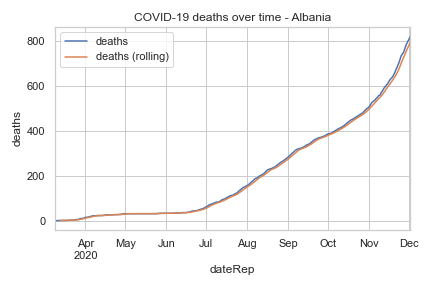 COVID-19 deaths over time - Albania
deaths
deaths (rolling)
800
600
400
200
0
deaths
Apr May Jun Jul Aug Sep Oct Nov Dec
2020
dateRep